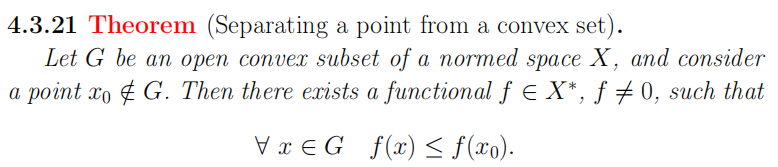 4.3.21 Theorem (Separating a point from a convex set).
Let G be an open convex subset of a normed space X, and consider
a point x₀ ∉ G. Then there exists a functional f ∈ X*, f ≠ 0, such that
∀ x ∈ G f(x) ≤ f(x₀).